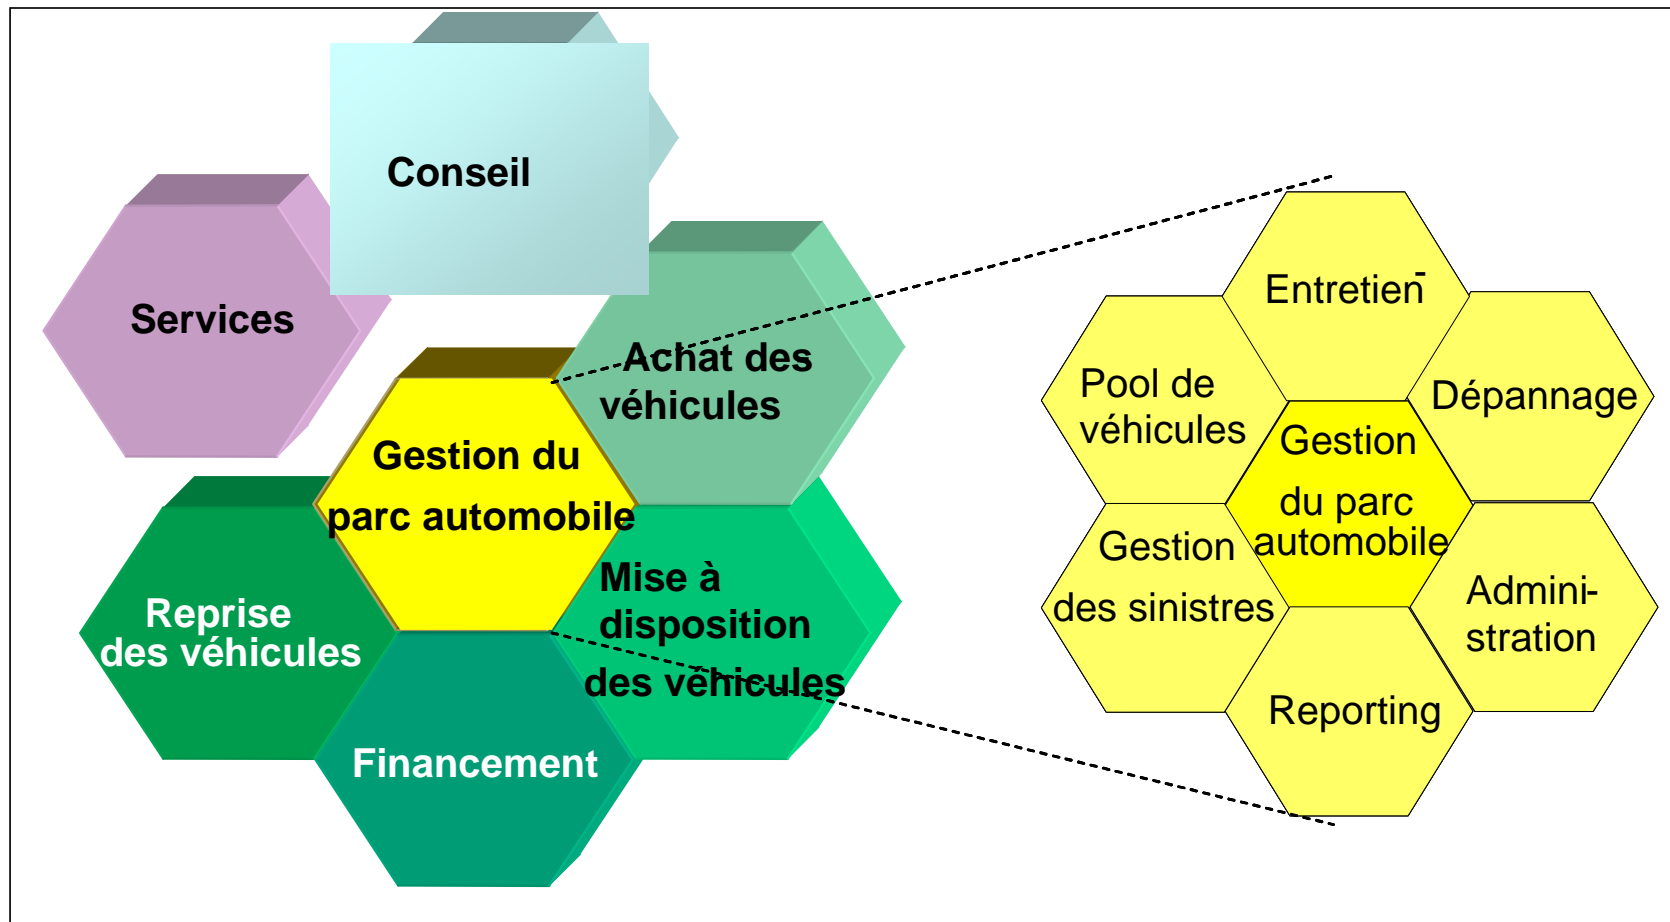 Conseil
Services
Achat des
véhicules
Gestion du
parc automobile
Mise à
disposition
des véhicules
Reprise
des véhicules
Financement
Entretien-
Pool de
véhicules
Dépannage
Gestion
du parc
automobile
Gestion
des sinistres
Admini-
stration
Reporting